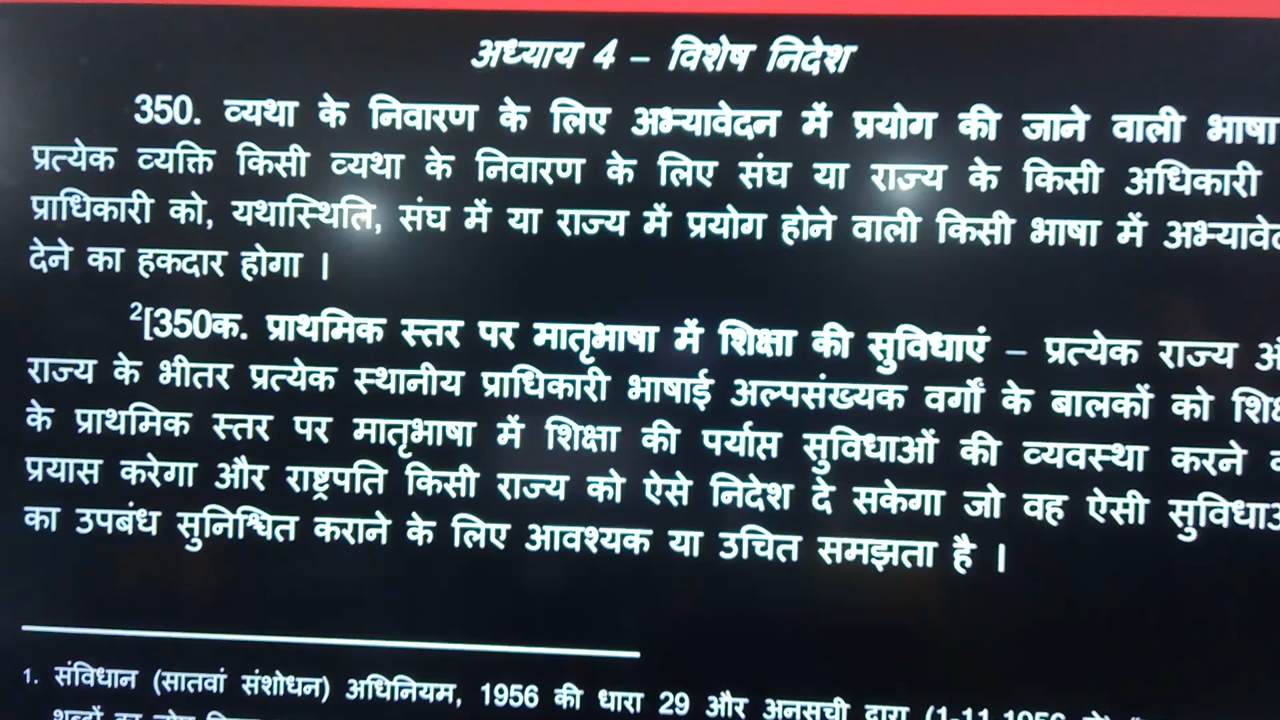 अध्याय 4 – विशेष निदेश
350. व्यथा के निवारण के लिए अभ्यावेदन में प्रयोग की जाने वाली भाषा
प्रत्येक व्यक्ति किसी व्यथा के निवारण के लिए संघ या राज्य के किसी अधिकारी
प्राधिकारी को, यथास्थिति, संघ में या राज्य में प्रयोग होने वाली किसी भाषा में
देने का हकदार होगा ।
2[350क. प्राथमिक स्तर पर मातृभाषा में शिक्षा की सुविधाएं – प्रत्येक राज्य
राज्य के भीतर प्रत्येक स्थानीय प्राधिकारी भाषाई अल्पसंख्यक वर्गों के बालकों को
के प्राथमिक स्तर पर मातृभाषा में शिक्षा की पर्याप्त सुविधाओं की व्यवस्था करने
प्रयास करेगा और राष्ट्रपति किसी राज्य को ऐसे निदेश दे सकेगा जो वह ऐसी
का उपबंध सुनिश्चित कराने के लिए आवश्यक या उचित समझता है ।
1. संविधान (सातवां संशोधन) अधिनियम, 1956 की धारा 29 और अनुसूची द्वारा